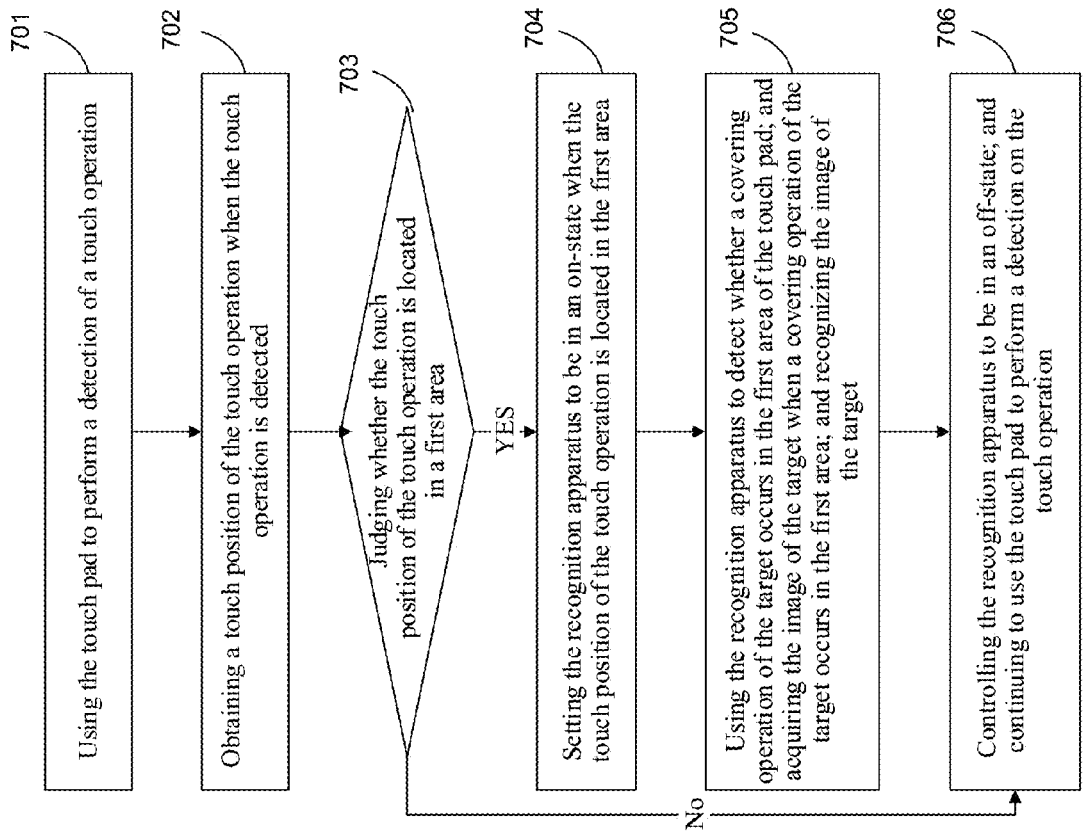 701
Using the touch pad to perform a detection of a touch operation
702
Obtaining a touch position of the touch operation when the touch
operation is detected
703
Judging whether the touch
position of the touch operation is located
in a first area
YES
704
Setting the recognition apparatus to be in an on-state when the
touch position of the touch operation is located in the first area
705
Using the recognition apparatus to detect whether a covering
operation of the target occurs in the first area of the touch pad; and
acquiring the image of the target when a covering operation of the
target occurs in the first area; and recognizing the image of
the target
No
706
Controlling the recognition apparatus to be in an off-state; and
continuing to use the touch pad to perform a detection on the
touch operation